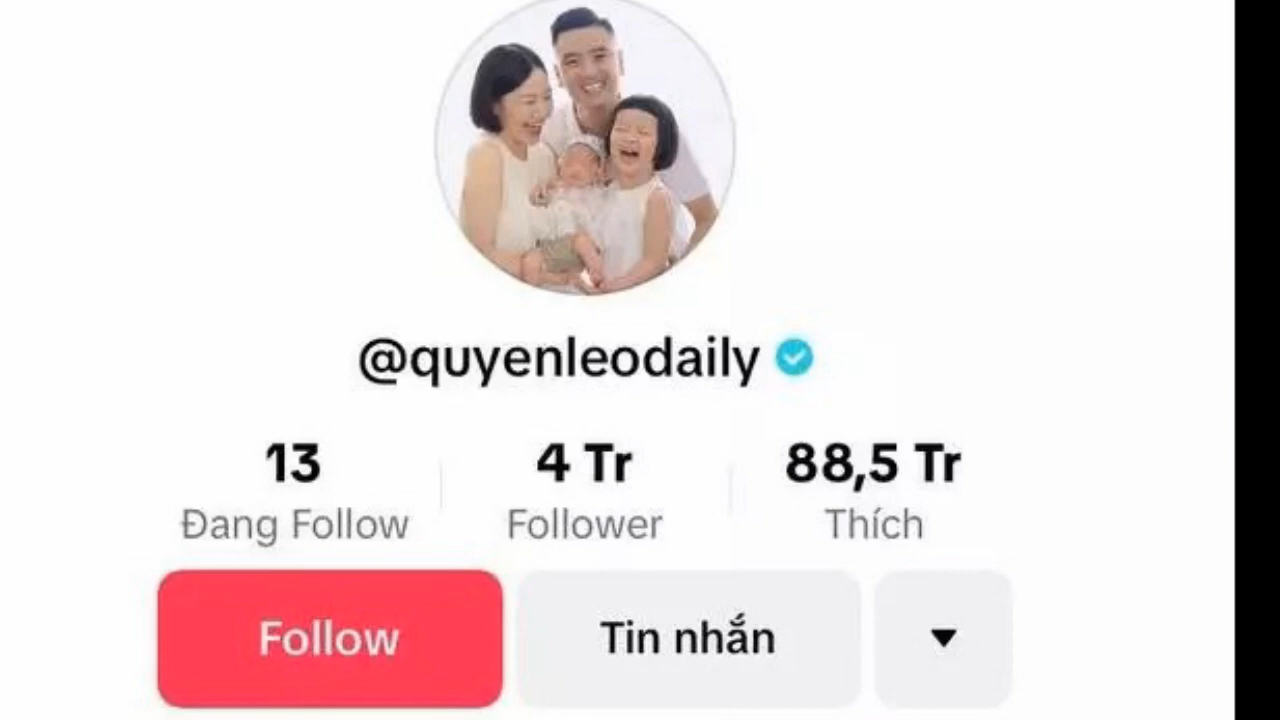 @quyenleodaily
13 4 Tr 88,5 Tr
Đang Follow Follower Thích
Follow Tin nhắn